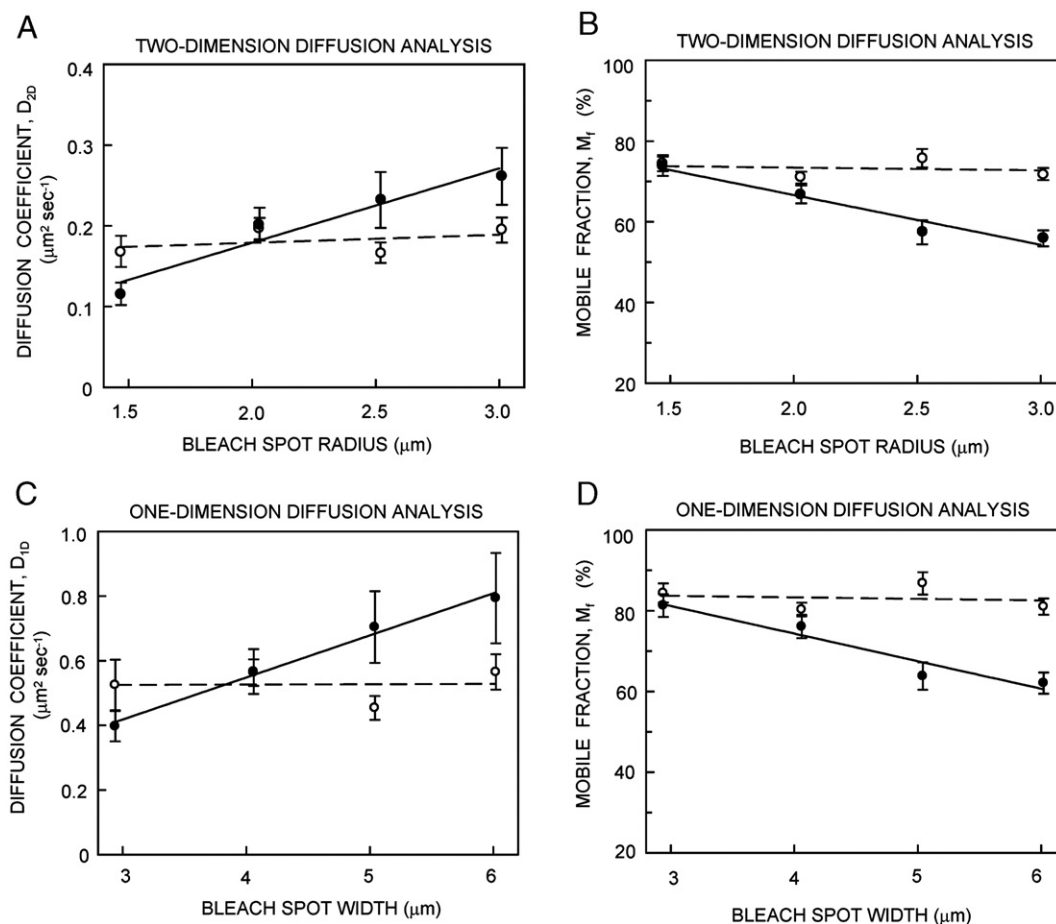 A
TWO-DIMENSION DIFFUSION ANALYSIS
DIFFUSION COEFFICIENT, D2D
(μm² sec⁻¹)
0.4
0.3
0.2
0.1
0
1.5 2.0 2.5 3.0
BLEACH SPOT RADIUS (μm)
B
TWO-DIMENSION DIFFUSION ANALYSIS
MOBILE FRACTION, Mf (%)
100
80
60
40
20
1.5 2.0 2.5 3.0
BLEACH SPOT RADIUS (μm)
C
ONE-DIMENSION DIFFUSION ANALYSIS
DIFFUSION COEFFICIENT, D1D
(μm² sec⁻¹)
1.0
0.8
0.6
0.4
0.2
0
3 4 5 6
BLEACH SPOT WIDTH (μm)
D
ONE-DIMENSION DIFFUSION ANALYSIS
MOBILE FRACTION, Mf (%)
100
80
60
40
20
3 4 5 6
BLEACH SPOT WIDTH (μm)